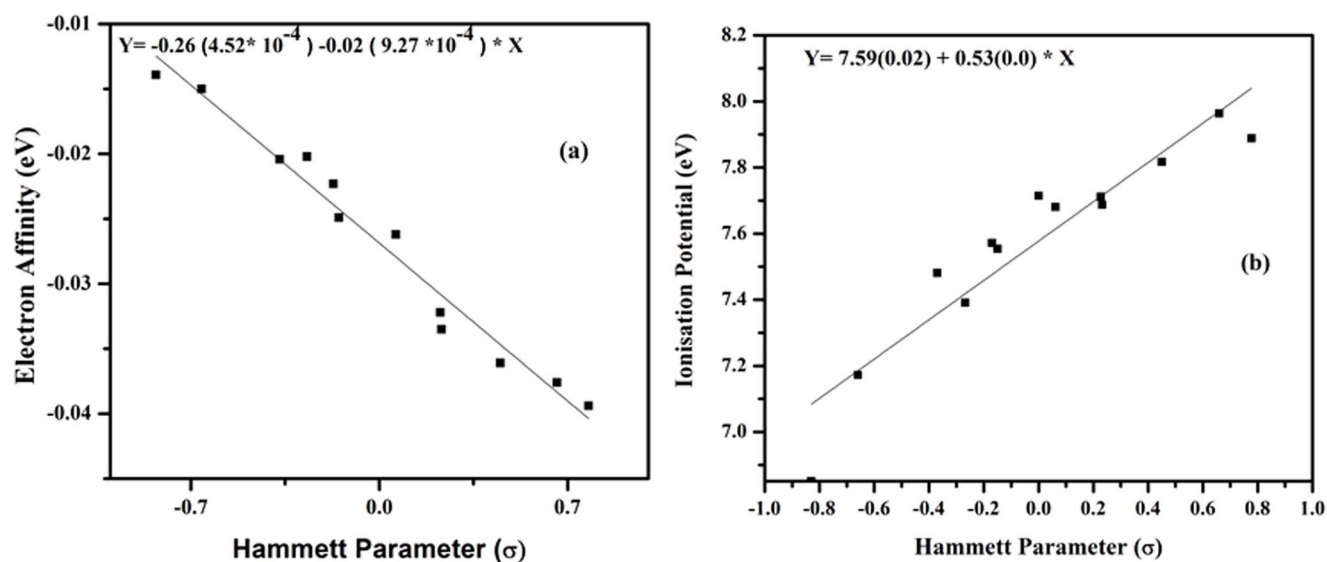 Y= -0.26 (4.52* 10⁻⁴ ) -0.02 ( 9.27 *10⁻⁴ ) * X
(a)
Electron Affinity (eV)
-0.01
-0.02
-0.03
-0.04
-0.7 0.0 0.7
Hammett Parameter (σ)
Y= 7.59(0.02) + 0.53(0.0) * X
(b)
Ionisation Potential (eV)
8.2
8.0
7.8
7.6
7.4
7.2
7.0
-1.0 -0.8 -0.6 -0.4 -0.2 0.0 0.2 0.4 0.6 0.8 1.0
Hammett Parameter (σ)